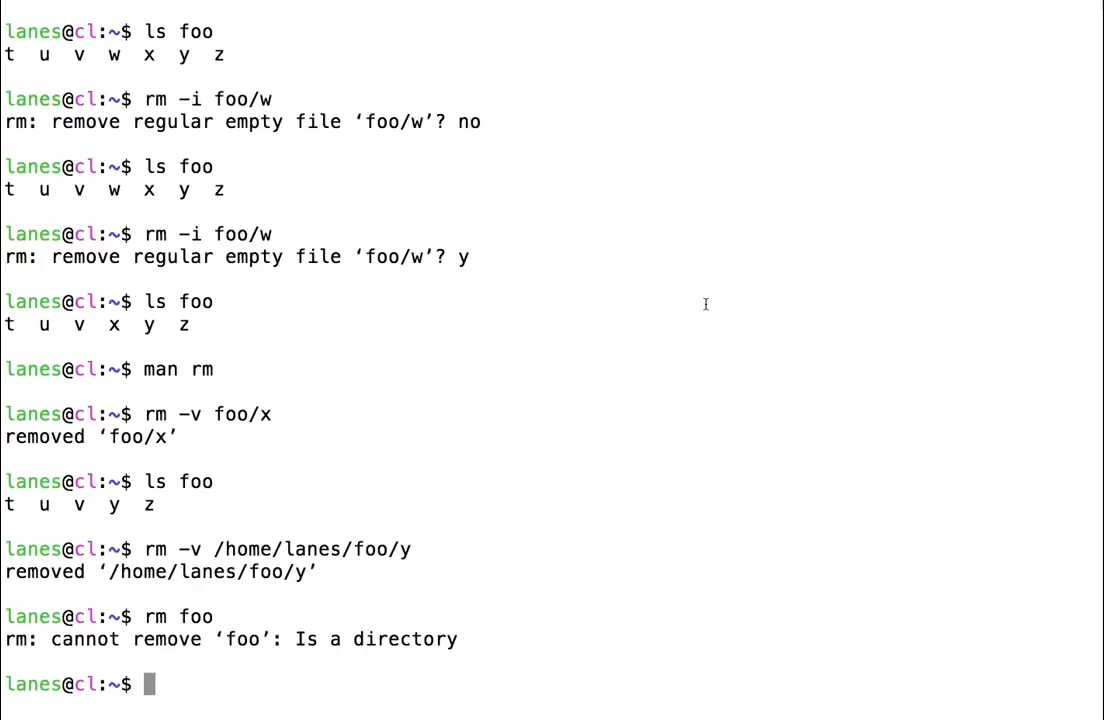 lanes@cl:~$ ls foo
t  u  v  w  x  y  z
lanes@cl:~$ rm -i foo/w
rm: remove regular empty file ‘foo/w’? no
lanes@cl:~$ ls foo
t  u  v  w  x  y  z
lanes@cl:~$ rm -i foo/w
rm: remove regular empty file ‘foo/w’? y
lanes@cl:~$ ls foo
t  u  v  x  y  z
lanes@cl:~$ man rm
lanes@cl:~$ rm -v foo/x
removed ‘foo/x’
lanes@cl:~$ ls foo
t  u  v  y  z
lanes@cl:~$ rm -v /home/lanes/foo/y
removed ‘/home/lanes/foo/y’
lanes@cl:~$ rm foo
rm: cannot remove ‘foo’: Is a directory
lanes@cl:~$